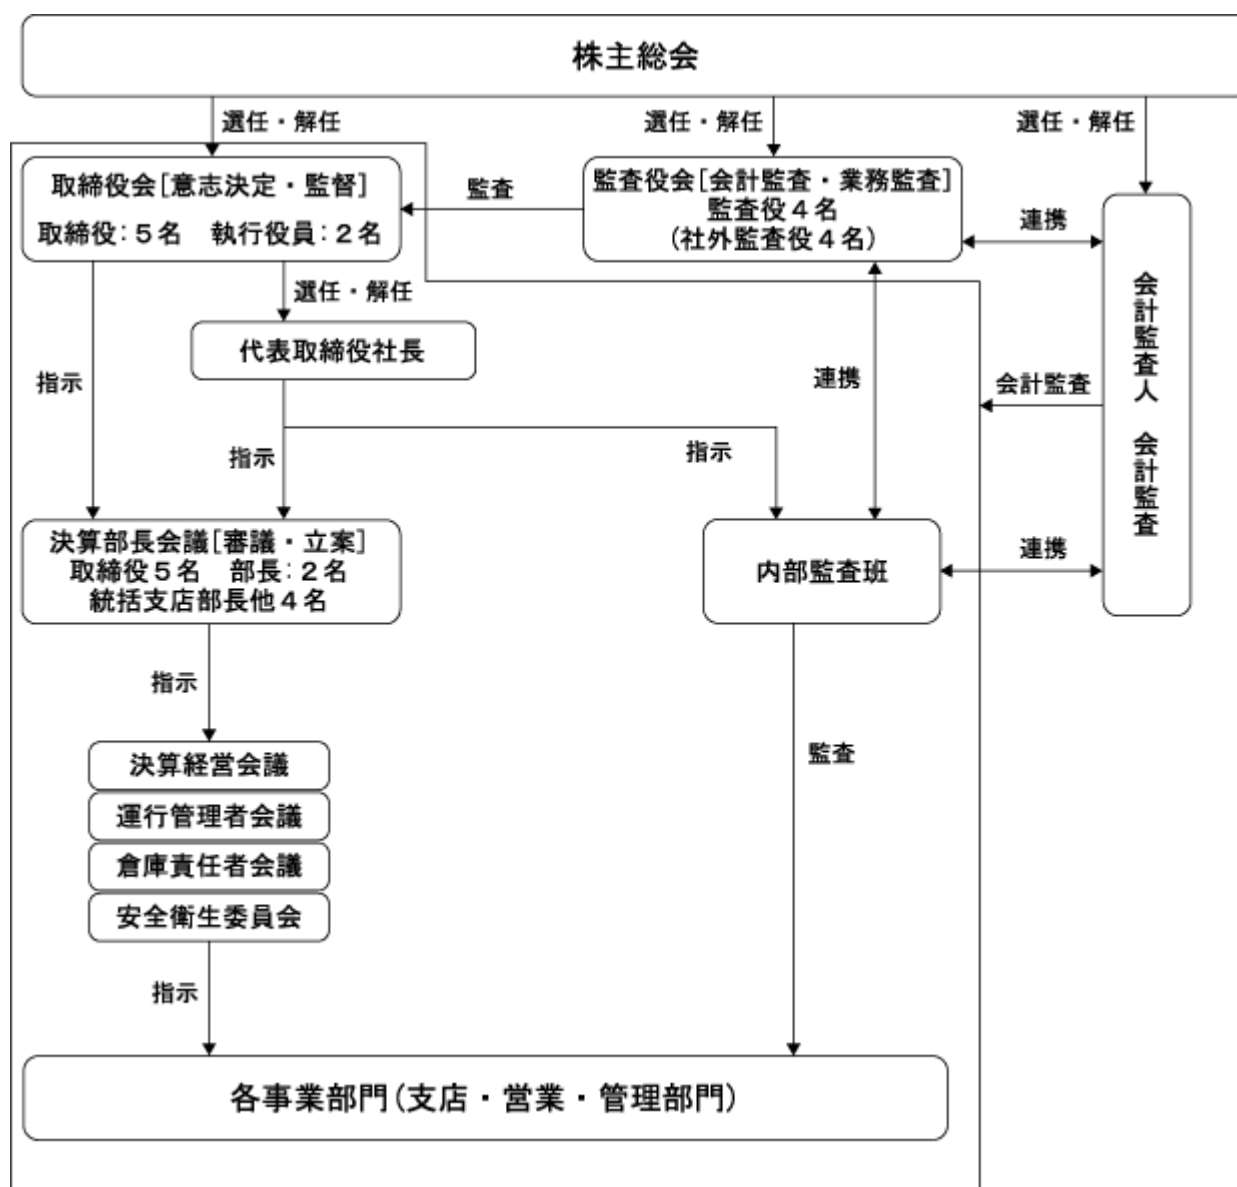 株主総会
選任・解任
選任・解任
選任・解任
取締役会[意志決定・監督]
取締役:5名　執行役員:2名
監査
監査役会[会計監査・業務監査]
監査役4名
(社外監査役4名)
連携
会計監査人　会計監査
選任・解任
代表取締役社長
指示
連携
会計監査
指示
指示
決算部長会議[審議・立案]
取締役5名　部長:2名
統括支店部長他4名
内部監査班
連携
指示
決算経営会議
運行管理者会議
倉庫責任者会議
安全衛生委員会
監査
指示
各事業部門(支店・営業・管理部門)